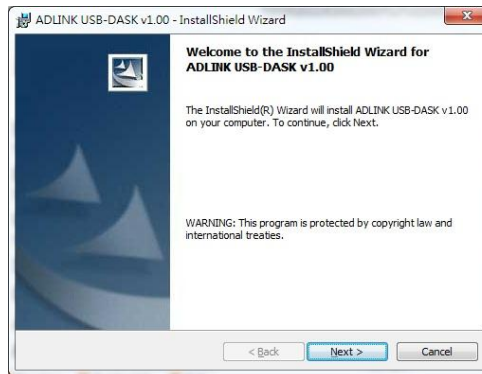 ADLINK USB-DASK v1.00 - InstallShield Wizard
Welcome to the InstallShield Wizard for
ADLINK USB-DASK v1.00
The InstallShield(R) Wizard will install ADLINK USB-DASK v1.00
on your computer. To continue, click Next.
WARNING: This program is protected by copyright law and
international treaties.
< Back Next > Cancel